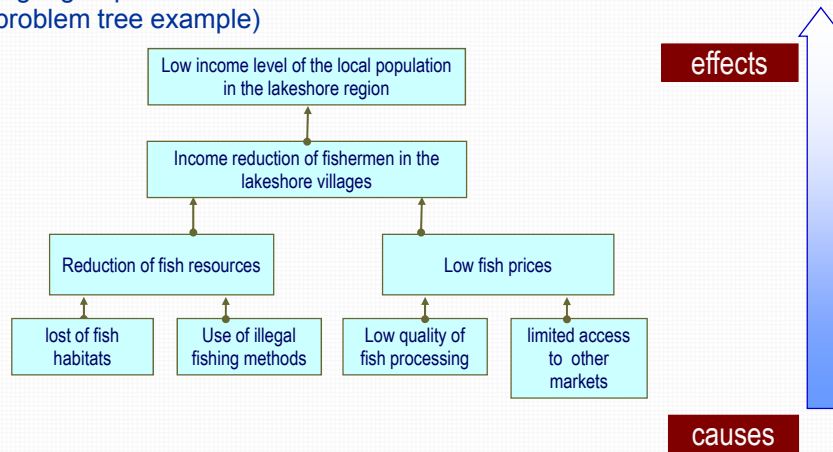 problem tree example)
effects
Low income level of the local population
in the lakeshore region
Income reduction of fishermen in the
lakeshore villages
Reduction of fish resources
Low fish prices
lost of fish
habitats
Use of illegal
fishing methods
Low quality of
fish processing
limited access
to other
markets
causes